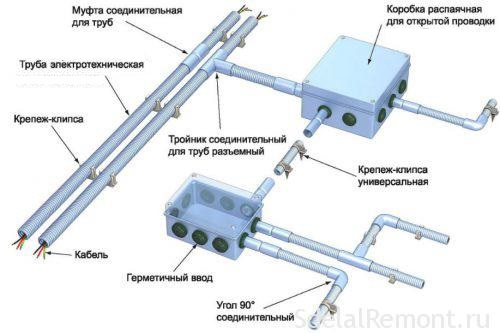 Муфта соединительная
для труб
Коробка распаячная
для открытой проводки
Труба электротехническая
Крепеж-клипса
Тройник соединительный
для труб разъемный
Крепеж-клипса
универсальная
Кабель
Герметичный ввод
Угол 90°
соединительный
SdelalRemont.ru